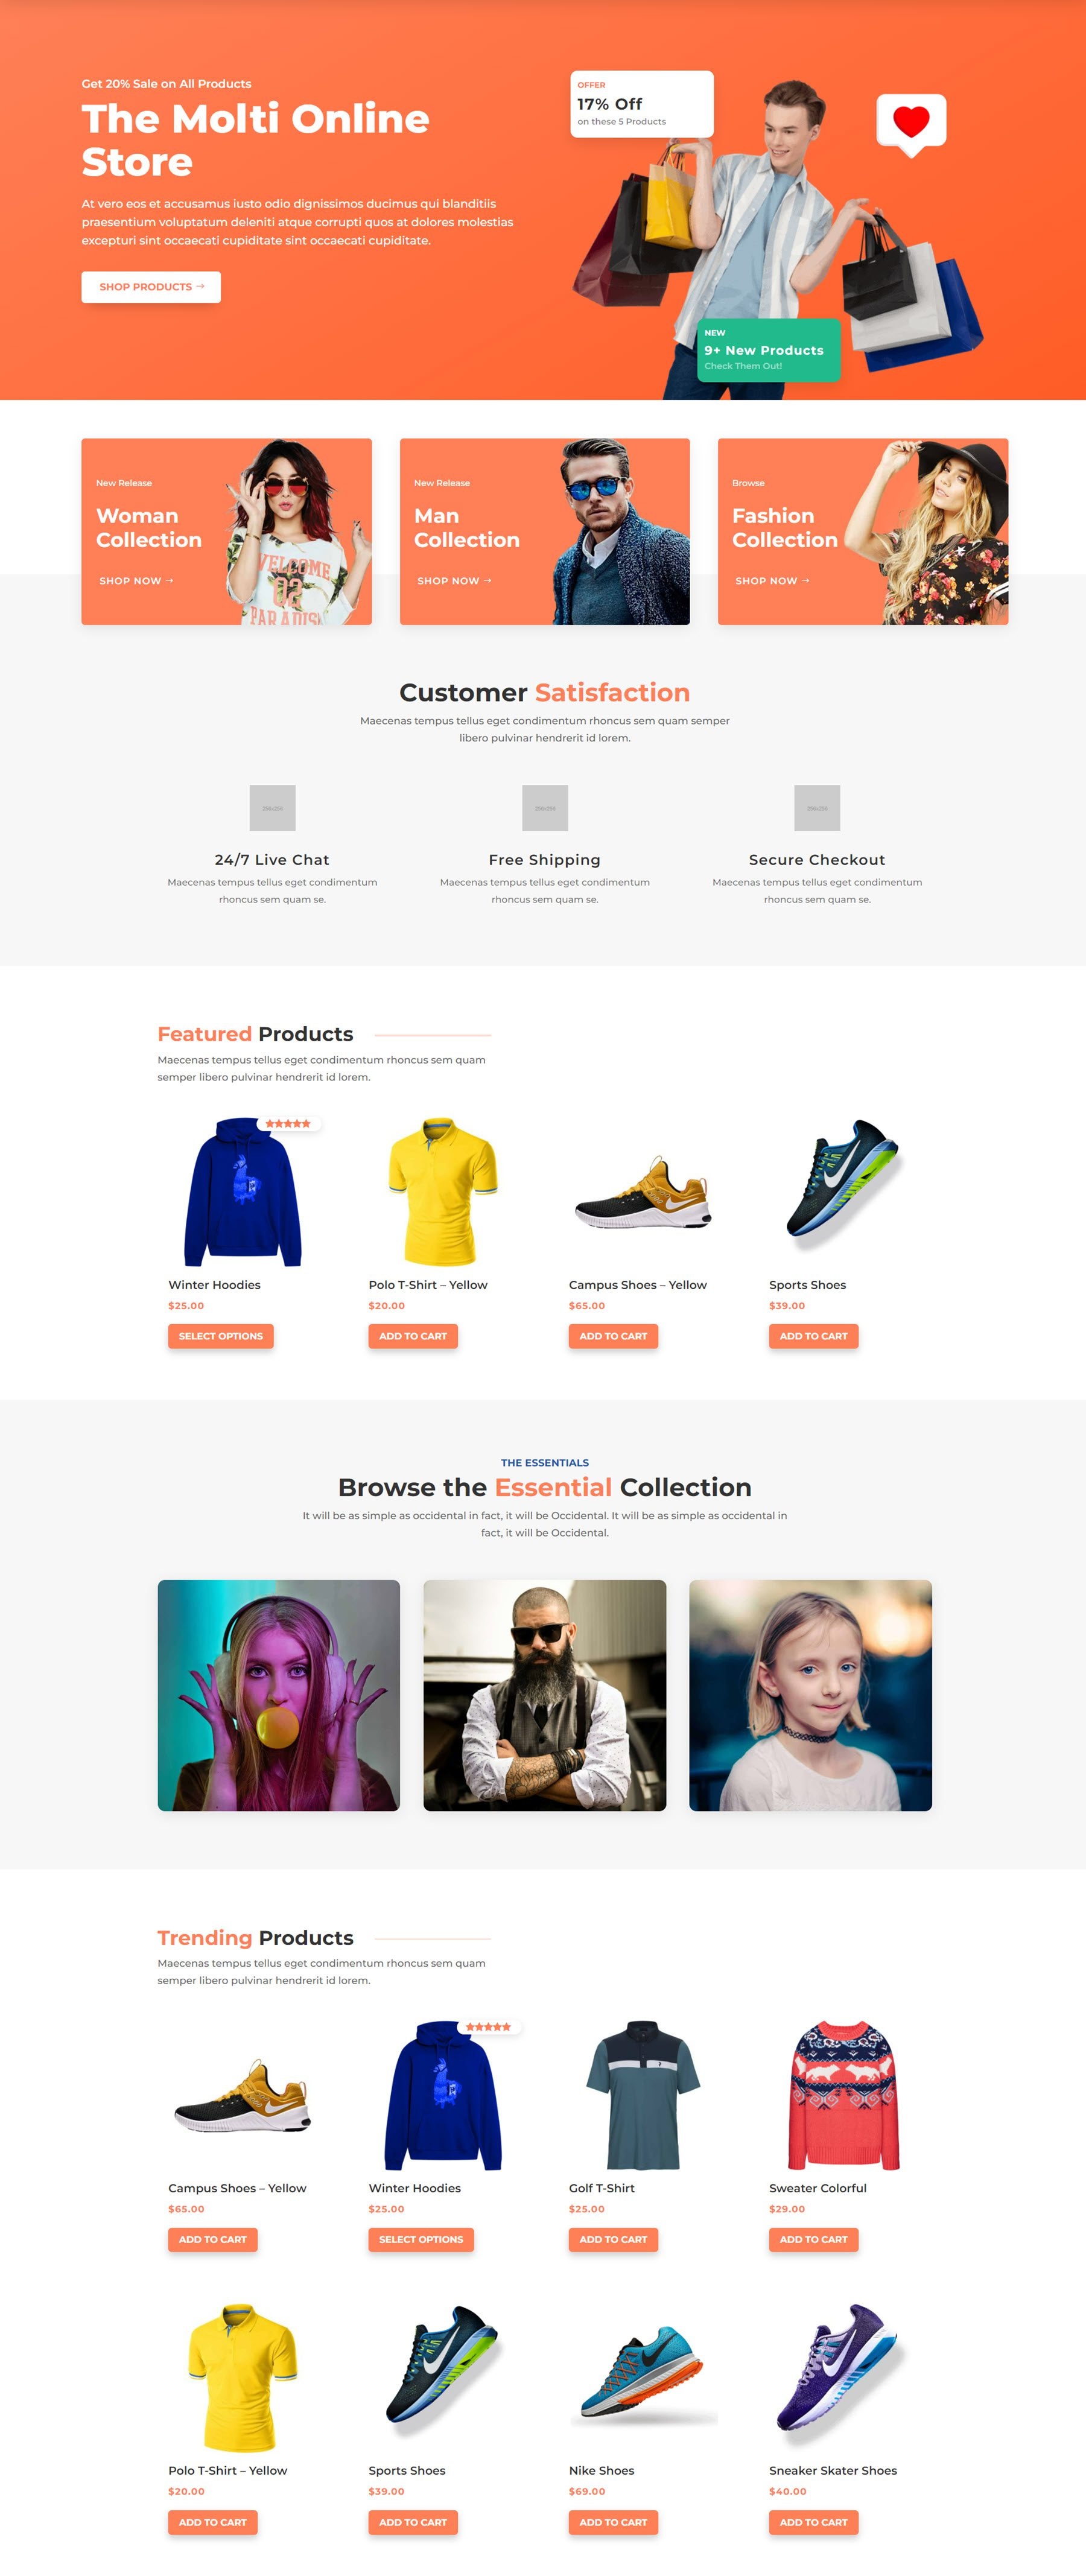 Get 20% Sale on All Products
The Molti Online
Store
At vero eos et accusamus iusto odio dignissimos ducimus qui blanditiis
praesentium voluptatum deleniti atque corrupti quos at dolores molestias
excepturi sint occaecati cupiditate sint occaecati cupiditate.
SHOP PRODUCTS →
OFFER
17% Off
on these 5 Products
NEW
9+ New Products
Check Them Out!
New Release
Woman
Collection
SHOP NOW →
WELCOME
02
PARADISE
New Release
Man
Collection
SHOP NOW →
Browse
Fashion
Collection
SHOP NOW →
Customer Satisfaction
Maecenas tempus tellus eget condimentum rhoncus sem quam semper
libero pulvinar hendrerit id lorem.
256x256
256x256
256x256
24/7 Live Chat
Maecenas tempus tellus eget condimentum
rhoncus sem quam se.
Free Shipping
Maecenas tempus tellus eget condimentum
rhoncus sem quam se.
Secure Checkout
Maecenas tempus tellus eget condimentum
rhoncus sem quam se.
Featured Products
Maecenas tempus tellus eget condimentum rhoncus sem quam
semper libero pulvinar hendrerit id lorem.
Winter Hoodies
$25.00
SELECT OPTIONS
Polo T-Shirt – Yellow
$20.00
ADD TO CART
Campus Shoes – Yellow
$65.00
ADD TO CART
Sports Shoes
$39.00
ADD TO CART
THE ESSENTIALS
Browse the Essential Collection
It will be as simple as occidental in fact, it will be Occidental. It will be as simple as occidental in
fact, it will be Occidental.
Trending Products
Maecenas tempus tellus eget condimentum rhoncus sem quam
semper libero pulvinar hendrerit id lorem.
Campus Shoes – Yellow
$65.00
ADD TO CART
Winter Hoodies
$25.00
SELECT OPTIONS
Golf T-Shirt
$25.00
ADD TO CART
Sweater Colorful
$29.00
ADD TO CART
Polo T-Shirt – Yellow
$20.00
ADD TO CART
Sports Shoes
$39.00
ADD TO CART
Nike Shoes
$69.00
ADD TO CART
Sneaker Skater Shoes
$40.00
ADD TO CART